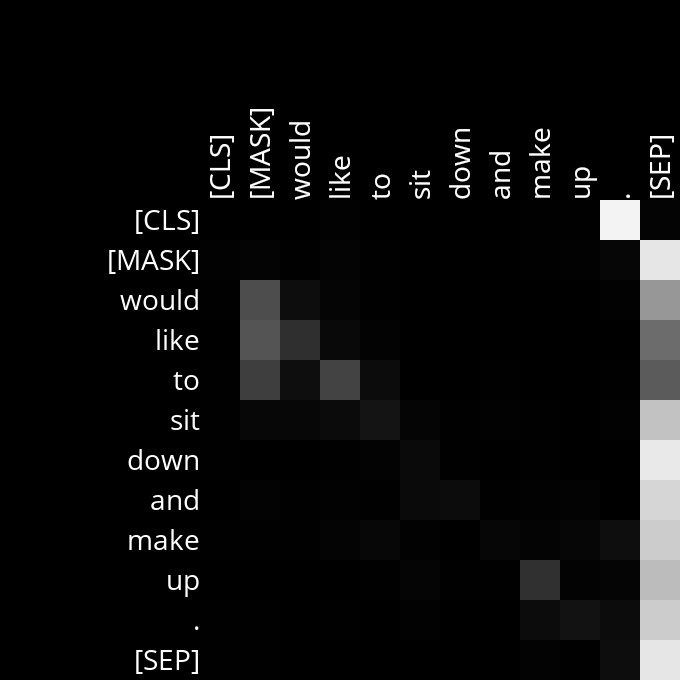 [CLS] [MASK] would like to sit down and make up . [SEP]
[CLS]
[MASK]
would
like
to
sit
down
and
make
up
.
[SEP]